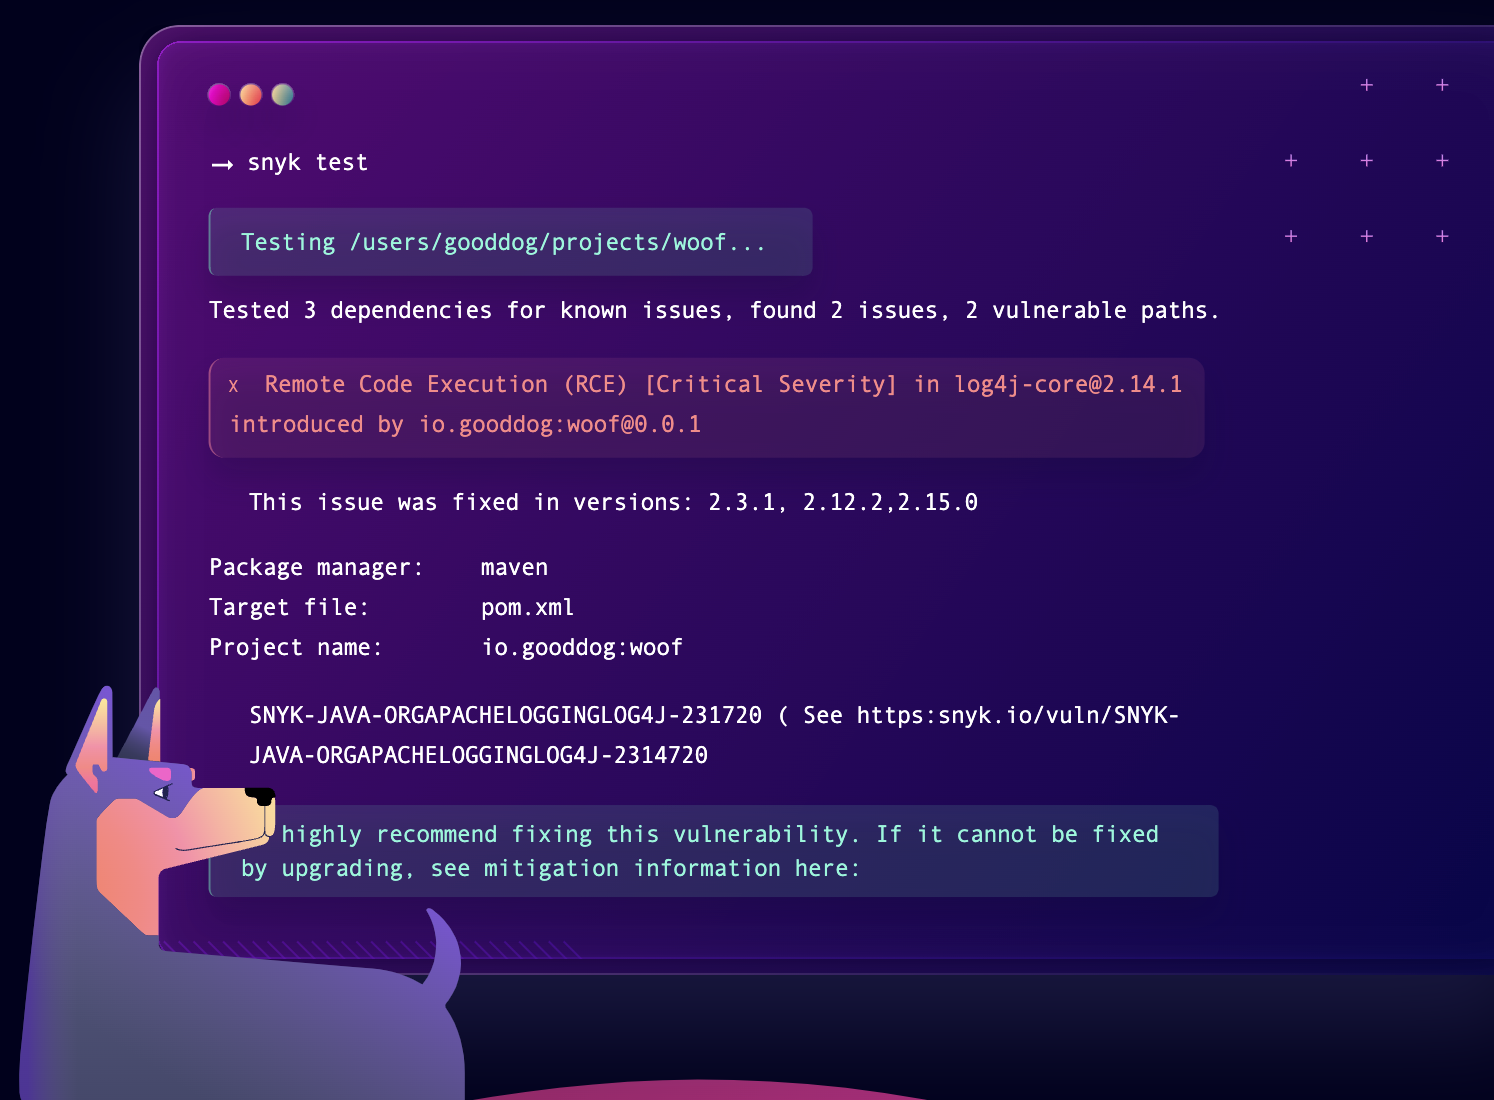 → snyk test
Testing /users/gooddog/projects/woof...
Tested 3 dependencies for known issues, found 2 issues, 2 vulnerable paths.
x Remote Code Execution (RCE) [Critical Severity] in log4j-core@2.14.1
introduced by io.gooddog:woof@0.0.1
This issue was fixed in versions: 2.3.1, 2.12.2,2.15.0
Package manager: maven
Target file: pom.xml
Project name: io.gooddog:woof
SNYK-JAVA-ORGAPACHELOGGINGLOG4J-231720 ( See https:snyk.io/vuln/SNYK-
JAVA-ORGAPACHELOGGINGLOG4J-2314720
highly recommend fixing this vulnerability. If it cannot be fixed
by upgrading, see mitigation information here: